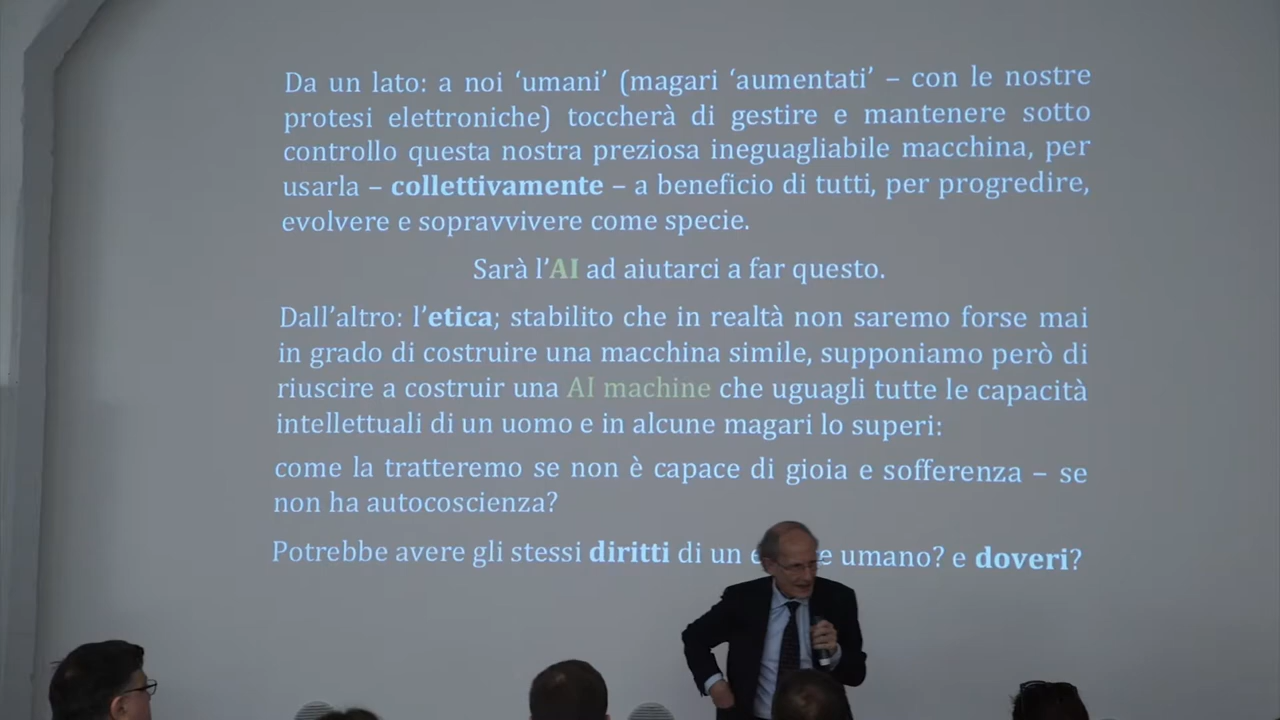 Da un lato: a noi ‘umani’ (magari ‘aumentati’ – con le nostre
protesi elettroniche) toccherà di gestire e mantenere sotto
controllo questa nostra preziosa ineguagliabile macchina, per
usarla – collettivamente – a beneficio di tutti, per progredire,
evolvere e sopravvivere come specie.
Sarà l’AI ad aiutarci a far questo.
Dall’altro: l’etica; stabilito che in realtà non saremo forse mai
in grado di costruire una macchina simile, supponiamo però di
riuscire a costruir una AI machine che uguagli tutte le capacità
intellettuali di un uomo e in alcune magari lo superi:
come la tratteremo se non è capace di gioia e sofferenza – se
non ha autocoscienza?
Potrebbe avere gli stessi diritti di un umano? e doveri?